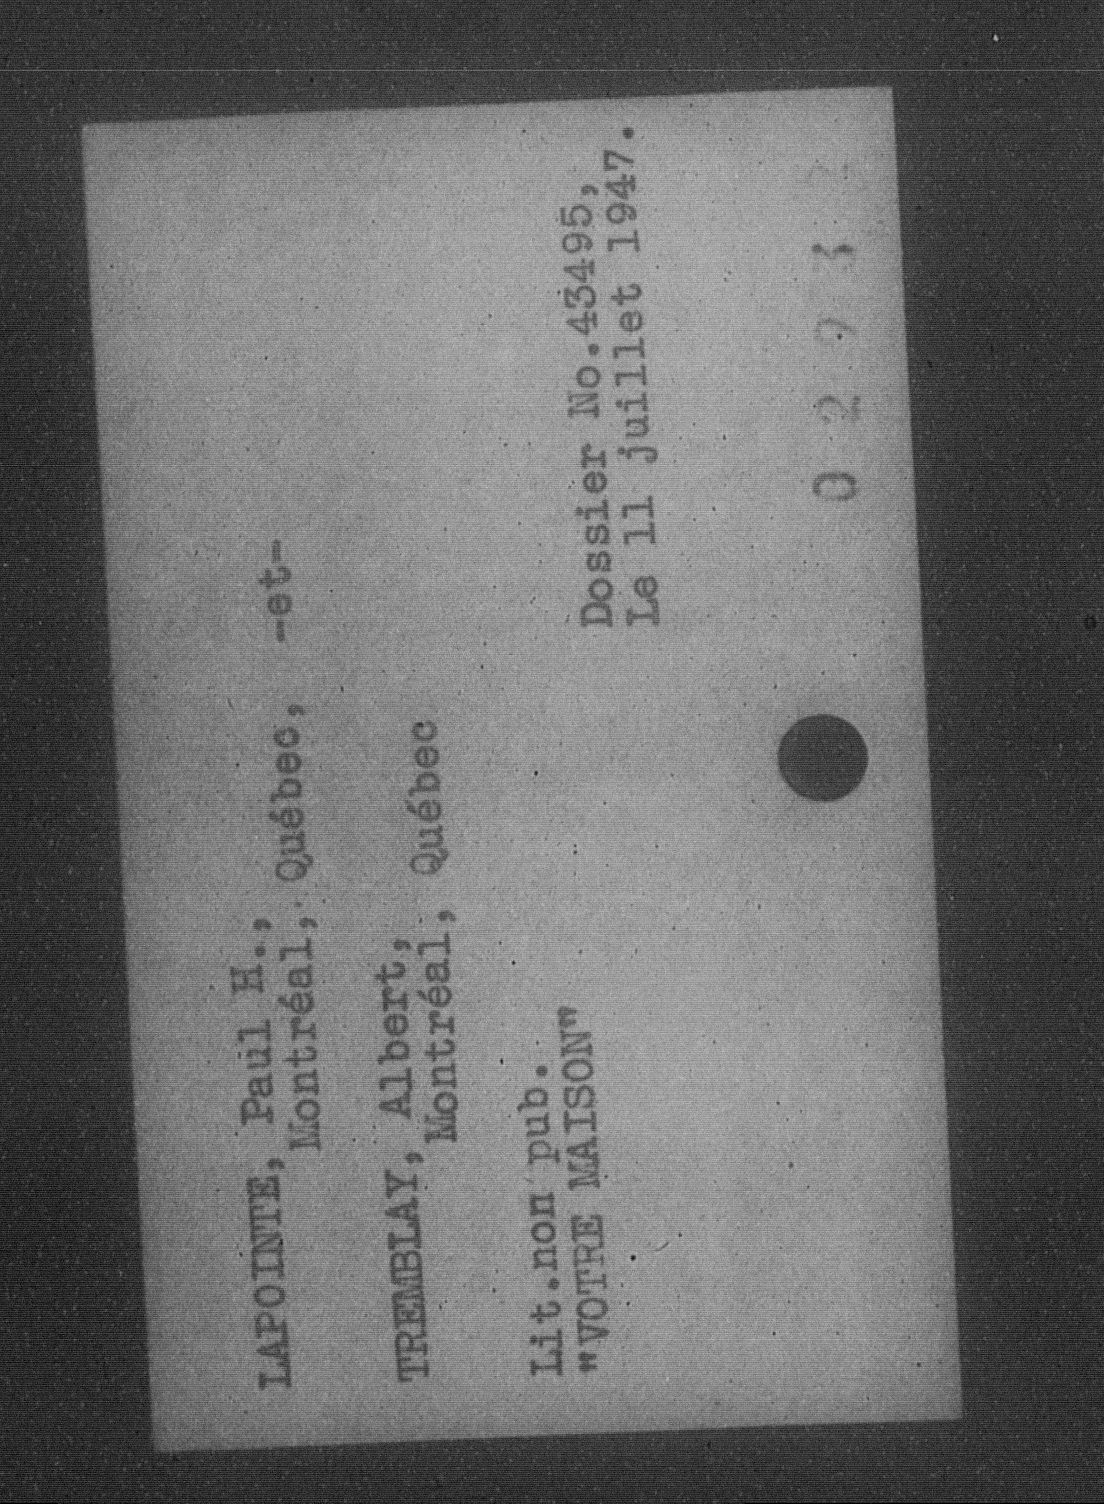 LAPOINTE, Paul H.,
Montréal, Québec, -et-
TREMBLAY, Albert,
Montréal, Québec
Lit.non pub.
"VOTRE MAISON"
Dossier No.43495,
Le 11 juillet 1947.